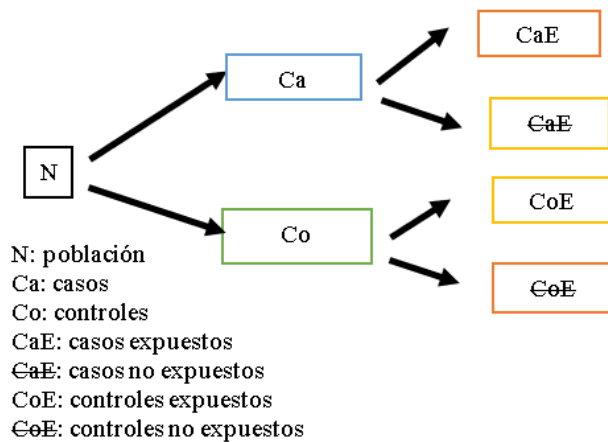 CaE
Ca
~~CaE~~
N
CoE
Co
~~CoE~~
N: población
Ca: casos
Co: controles
CaE: casos expuestos
~~CaE~~: casos no expuestos
CoE: controles expuestos
~~CoE~~: controles no expuestos